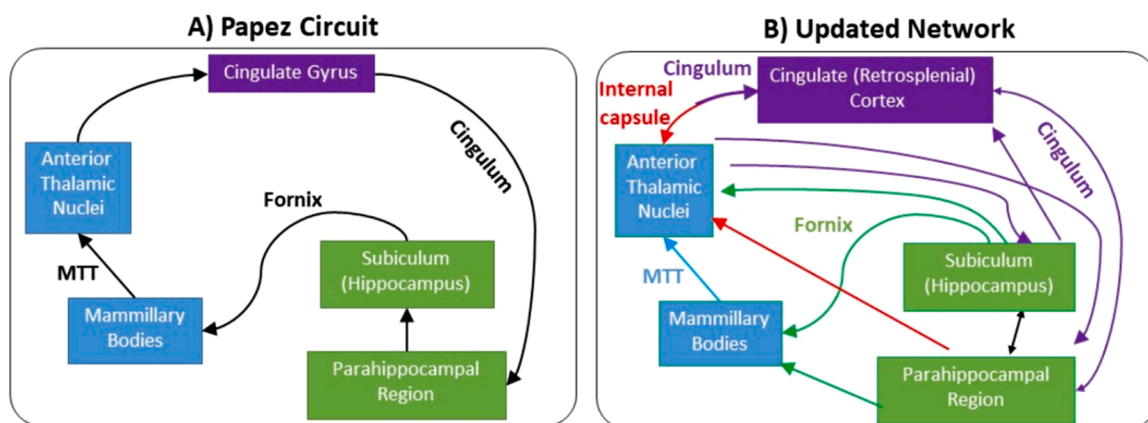 A) Papez Circuit
Cingulate Gyrus
Cingulum
Anterior
Thalamic
Nuclei
Fornix
MTT
Subiculum
(Hippocampus)
Mammillary
Bodies
Parahippocampal
Region
B) Updated Network
Cingulum
Cingulate (Retrosplenial)
Cortex
Internal
capsule
Cingulum
Anterior
Thalamic
Nuclei
Fornix
MTT
Subiculum
(Hippocampus)
Mammillary
Bodies
Parahippocampal
Region